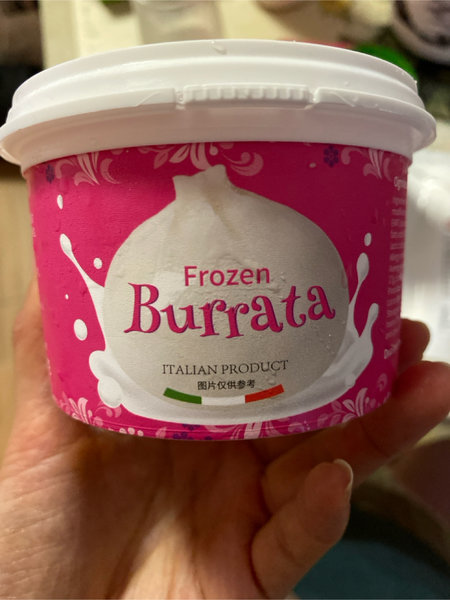 Frozen
Burrata
ITALIAN PRODUCT
图片仅供参考